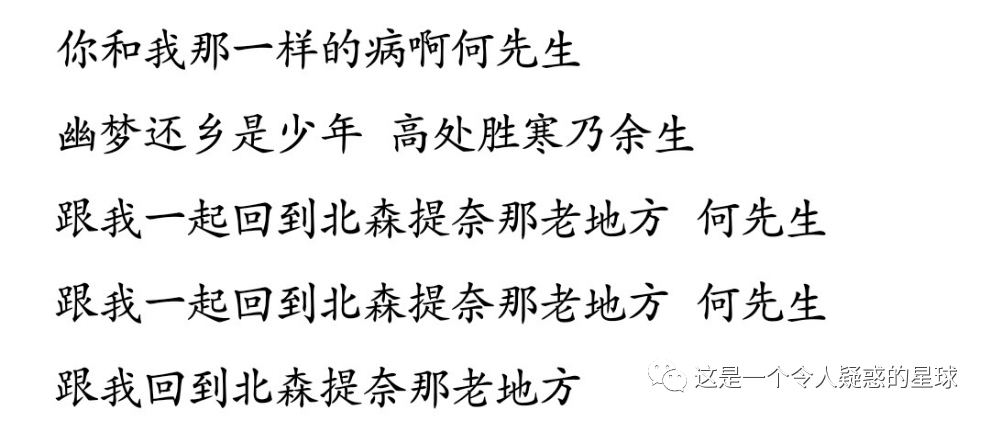 你和我那一样的病啊何先生
幽梦还乡是少年 高处胜寒乃余生
跟我一起回到北森提奈那老地方 何先生
跟我一起回到北森提奈那老地方 何先生
跟我回到北森提奈那老地方
这是一个令人疑惑的星球